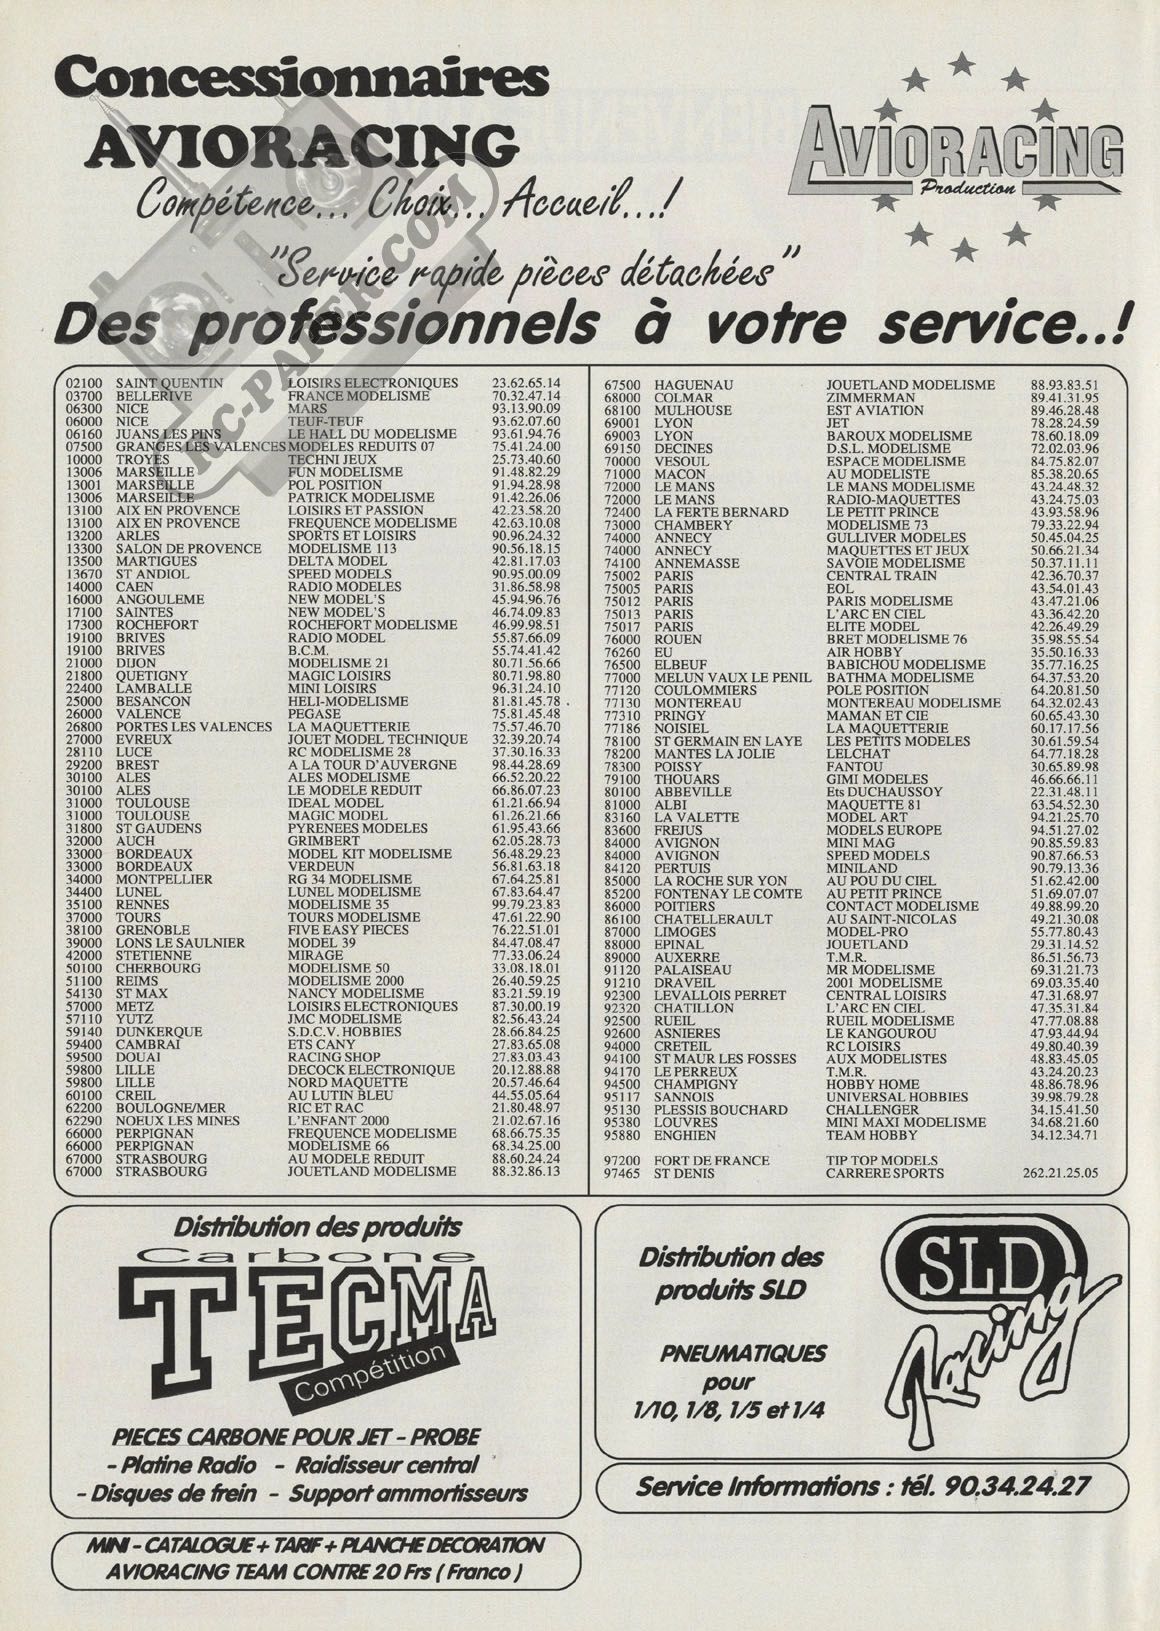 Concessionnaires
AVIORACING
Compétence... Choix... Accueil...!
AVIORACING
Production
"Service rapide pièces détachées"
Des professionnels à votre service..!
RC-PAPER.COM
02100 SAINT QUENTIN LOISIRS ELECTRONIQUES 23.62.65.14
03700 BELLERIVE FRANCE MODELISME 70.32.47.14
06300 NICE MARS 93.13.90.09
06000 NICE TEUF-TEUF 93.62.07.60
06160 JUANS LES PINS LE HALL DU MODELISME 93.61.94.76
07500 GRANGES LES VALENCES MODELES REDUITS 07 75.41.24.00
10000 TROYES TECHNI JEUX 25.73.40.60
13006 MARSEILLE FUN MODELISME 91.48.82.29
13001 MARSEILLE POL POSITION 91.94.28.98
13006 MARSEILLE PATRICK MODELISME 91.42.26.06
13100 AIX EN PROVENCE LOISIRS ET PASSION 42.23.58.20
13100 AIX EN PROVENCE FREQUENCE MODELISME 42.63.10.08
13200 ARLES SPORTS ET LOISIRS 90.96.24.32
13300 SALON DE PROVENCE MODELISME 113 90.56.18.15
13500 MARTIGUES DELTA MODEL 42.81.17.03
13670 ST ANDIOL SPEED MODELS 90.95.00.09
14000 CAEN RADIO MODELES 31.86.58.98
16000 ANGOULEME NEW MODEL'S 45.94.96.76
17100 SAINTES NEW MODEL'S 46.74.09.83
17300 ROCHEFORT ROCHEFORT MODELISME 46.99.98.51
19100 BRIVES RADIO MODEL 55.87.66.09
19100 BRIVES B.C.M. 55.74.41.42
21000 DIJON MODELISME 21 80.71.56.66
21800 QUETIGNY MAGIC LOISIRS 80.71.98.80
22400 LAMBALLE MINI LOISIRS 96.31.24.10
25000 BESANCON HELI-MODELISME 81.81.45.78
26000 VALENCE PEGASE 75.81.45.48
26800 PORTES LES VALENCES LA MAQUETTERIE 75.57.46.70
27000 EVREUX JOUET MODEL TECHNIQUE 32.39.20.74
28110 LUCE RC MODELISME 28 37.30.16.33
29200 BREST A LA TOUR D'AUVERGNE 98.44.28.69
30100 ALES ALES MODELISME 66.52.20.22
30100 ALES LE MODELE REDUIT 66.86.07.23
31000 TOULOUSE IDEAL MODEL 61.21.66.94
31000 TOULOUSE MAGIC MODEL 61.26.21.66
31800 ST GAUDENS PYRENEES MODELES 61.95.43.66
32000 AUCH GRIMBERT 62.05.28.73
33000 BORDEAUX MODEL KIT MODELISME 56.48.29.23
33000 BORDEAUX VERDEUN 56.81.63.18
34000 MONTPELLIER RG 34 MODELISME 67.64.25.81
34400 LUNEL LUNEL MODELISME 67.83.64.47
35100 RENNES MODELISME 35 99.79.23.83
37000 TOURS TOURS MODELISME 47.61.22.90
38100 GRENOBLE FIVE EASY PIECES 76.22.51.01
39000 LONS LE SAULNIER MODEL 39 84.47.08.47
42000 STETIENNE MIRAGE 77.33.06.24
50100 CHERBOURG MODELISME 50 33.08.18.01
51100 REIMS MODELISME 2000 26.40.59.25
54130 ST MAX NANCY MODELISME 83.21.59.19
57000 METZ LOISIRS ELECTRONIQUES 87.30.00.19
57110 YUTZ JMC MODELISME 82.56.43.24
59140 DUNKERQUE S.D.C.V. HOBBIES 28.66.84.25
59400 CAMBRAI ETS CANY 27.83.65.08
59500 DOUAI RACING SHOP 27.83.03.43
59800 LILLE DECOCK ELECTRONIQUE 20.12.88.88
59800 LILLE NORD MAQUETTE 20.57.46.64
60100 CREIL AU LUTIN BLEU 44.55.05.64
62200 BOULOGNE/MER RIC ET RAC 21.80.48.97
62290 NOEUX LES MINES L'ENFANT 2000 21.02.67.16
66000 PERPIGNAN FREQUENCE MODELISME 68.66.75.35
66000 PERPIGNAN MODELISME 66 68.34.25.00
67000 STRASBOURG AU MODELE REDUIT 88.60.24.24
67000 STRASBOURG JOUETLAND MODELISME 88.32.86.13
67500 HAGUENAU JOUETLAND MODELISME 88.93.83.51
68000 COLMAR ZIMMERMAN 89.41.31.95
68100 MULHOUSE EST AVIATION 89.46.28.48
69001 LYON JET 78.28.24.59
69003 LYON BAROUX MODELISME 78.60.18.09
69150 DECINES D.S.L. MODELISME 72.02.03.96
70000 VESOUL ESPACE MODELISME 84.75.82.07
71000 MACON AU MODELISTE 85.38.20.65
72000 LE MANS LE MANS MODELISME 43.24.48.32
72000 LE MANS RADIO-MAQUETTES 43.24.75.03
72400 LA FERTE BERNARD LE PETIT PRINCE 43.93.58.96
73000 CHAMBERY MODELISME 73 79.33.22.94
74000 ANNECY GULLIVER MODELES 50.45.04.25
74000 ANNECY MAQUETTES ET JEUX 50.66.21.34
74100 ANNEMASSE SAVOIE MODELISME 50.37.11.11
75002 PARIS CENTRAL TRAIN 42.36.70.37
75005 PARIS EOL 43.54.01.43
75012 PARIS PARIS MODELISME 43.47.21.06
75013 PARIS L'ARC EN CIEL 43.36.42.20
75017 PARIS ELITE MODEL 42.26.49.29
76000 ROUEN BRET MODELISME 76 35.98.55.54
76260 EU AIR HOBBY 35.50.16.33
76500 ELBEUF BABICHOU MODELISME 35.77.16.25
77000 MELUN VAUX LE PENIL BATHMA MODELISME 64.37.53.20
77120 COULOMMIERS POLE POSITION 64.20.81.50
77130 MONTEREAU MONTEREAU MODELISME 64.32.02.43
77310 PRINGY MAMAN ET CIE 60.65.43.30
77186 NOISIEL LA MAQUETTERIE 60.17.17.56
78100 ST GERMAIN EN LAYE LES PETITS MODELES 30.61.59.54
78200 MANTES LA JOLIE LELCHAT 64.77.18.28
78300 POISSY FANTOU 30.65.89.98
79100 THOUARS GIMI MODELES 46.66.66.11
80100 ABBEVILLE Ets DUCHAUSSOY 22.31.48.11
81000 ALBI MAQUETTE 81 63.54.52.30
83160 LA VALETTE MODEL ART 94.21.25.70
83600 FREJUS MODELS EUROPE 94.51.27.02
84000 AVIGNON MINI MAG 90.85.59.83
84000 AVIGNON SPEED MODELS 90.87.66.53
84120 PERTUIS MINILAND 90.79.13.36
85000 LA ROCHE SUR YON AU POU DU CIEL 51.62.42.00
85200 FONTENAY LE COMTE AU PETIT PRINCE 51.69.07.07
86000 POITIERS CONTACT MODELISME 49.88.99.20
86100 CHATELLERAULT AU SAINT-NICOLAS 49.21.30.08
87000 LIMOGES MODEL-PRO 55.77.80.43
88000 EPINAL JOUETLAND 29.31.14.52
89000 AUXERRE T.M.R. 86.51.56.73
91120 PALAISEAU MR MODELISME 69.31.21.73
91210 DRAVEIL 2001 MODELISME 69.03.35.40
92300 LEVALLOIS PERRET CENTRAL LOISIRS 47.31.68.97
92320 CHATILLON L'ARC EN CIEL 47.35.31.84
92500 RUEIL RUEIL MODELISME 47.77.08.88
92600 ASNIERES LE KANGOUROU 47.93.44.94
94000 CRETEIL RC LOISIRS 49.80.40.39
94100 ST MAUR LES FOSSES AUX MODELISTES 48.83.45.05
94170 LE PERREUX T.M.R. 43.24.20.23
94500 CHAMPIGNY HOBBY HOME 48.86.78.96
95117 SANNOIS UNIVERSAL HOBBIES 39.98.79.28
95130 PLESSIS BOUCHARD CHALLENGER 34.15.41.50
95380 LOUVRES MINI MAXI MODELISME 34.68.21.60
95880 ENGHIEN TEAM HOBBY 34.12.34.71
97200 FORT DE FRANCE TIP TOP MODELS
97465 ST DENIS CARRERE SPORTS 262.21.25.05
Distribution des produits
Carbone
TECMA
Compétition
PIECES CARBONE POUR JET - PROBE
- Platine Radio - Raidisseur central
- Disques de frein - Support ammortisseurs
MINI - CATALOGUE + TARIF + PLANCHE DECORATION
AVIORACING TEAM CONTRE 20 Frs ( Franco )
Distribution des
produits SLD
PNEUMATIQUES
pour
1/10, 1/8, 1/5 et 1/4
SLD
Racing
Service Informations : tél. 90.34.24.27